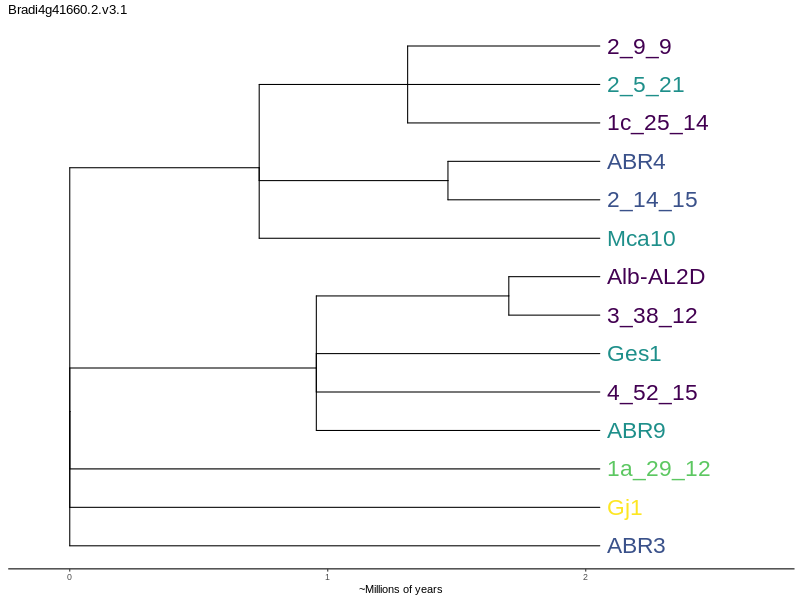 Bradi4g41660.2.v3.1
2_9_9
2_5_21
1c_25_14
ABR4
2_14_15
Mca10
Alb-AL2D
3_38_12
Ges1
4_52_15
ABR9
1a_29_12
Gj1
ABR3
0 1 2
~Millions of years